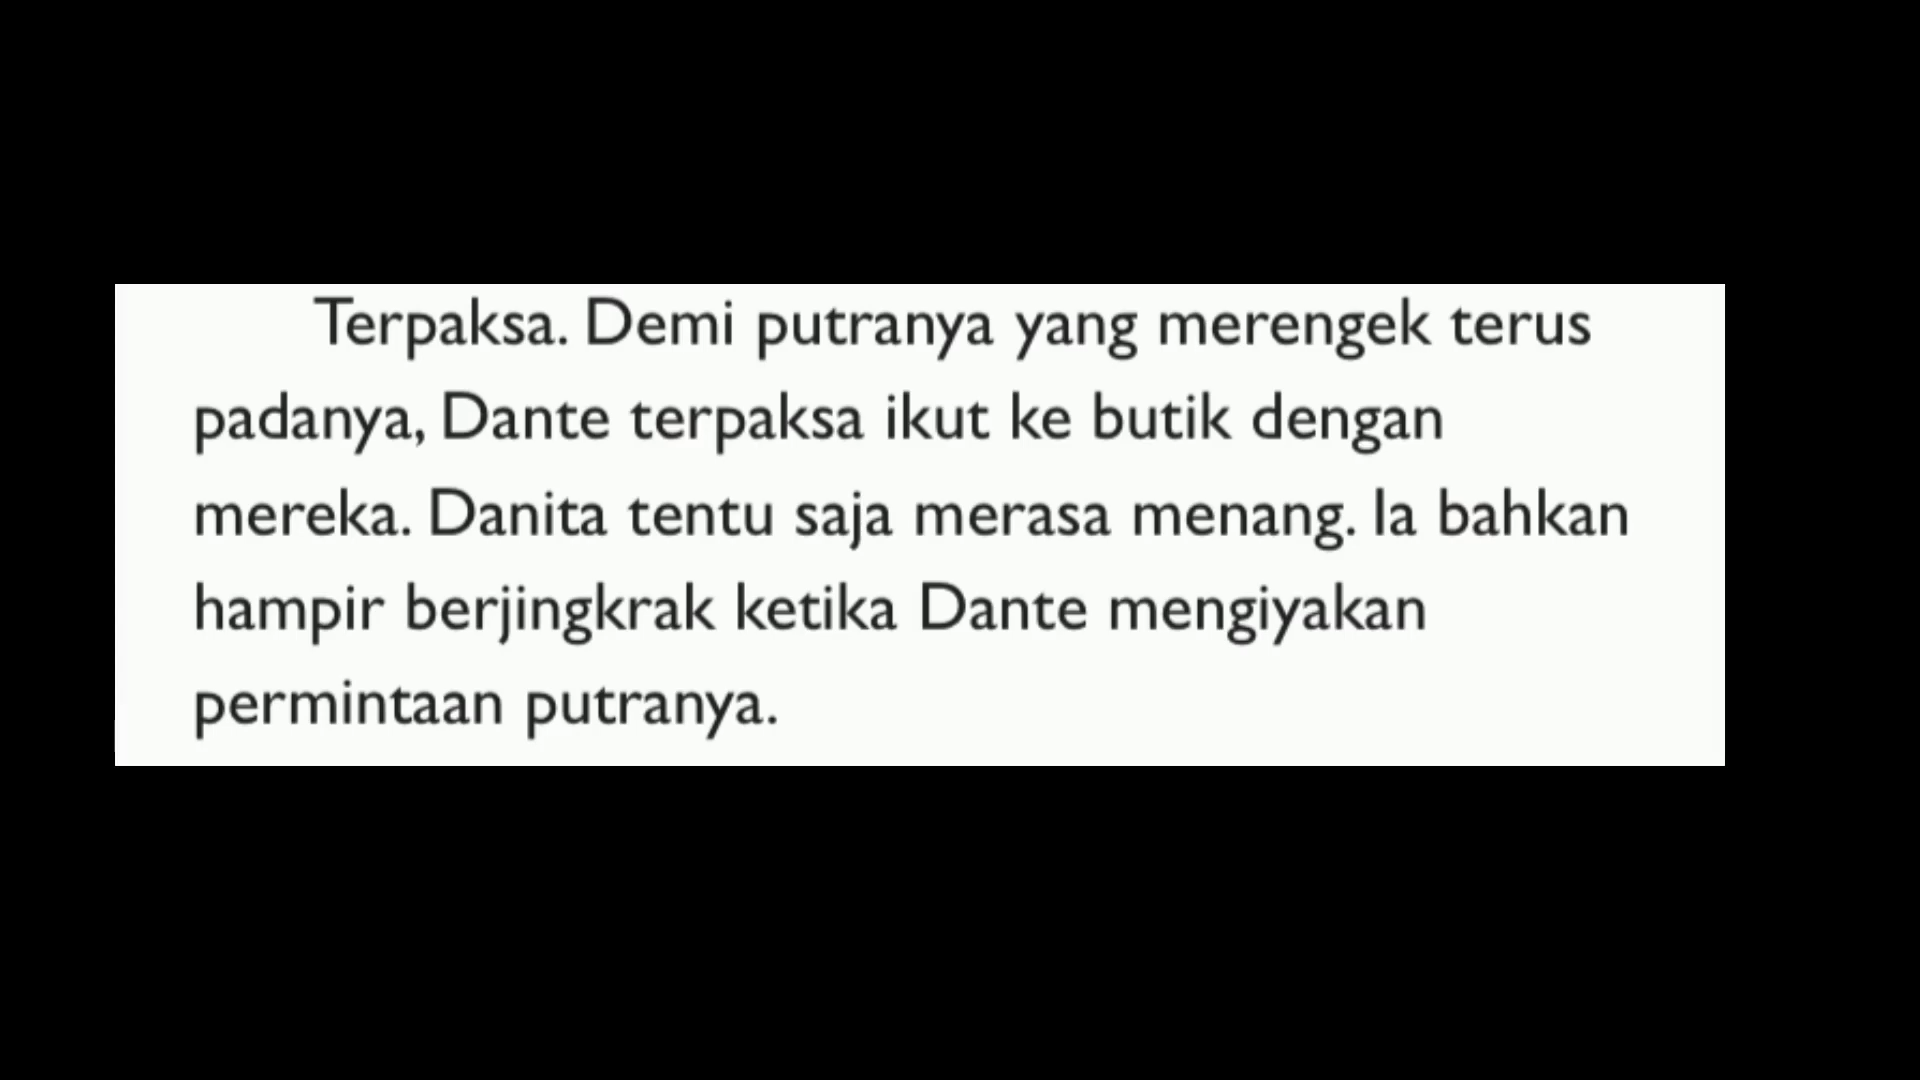 Terpaksa. Demi putranya yang merengek terus
padanya, Dante terpaksa ikut ke butik dengan
mereka. Danita tentu saja merasa menang. Ia bahkan
hampir berjingkrak ketika Dante mengiyakan
permintaan putranya.